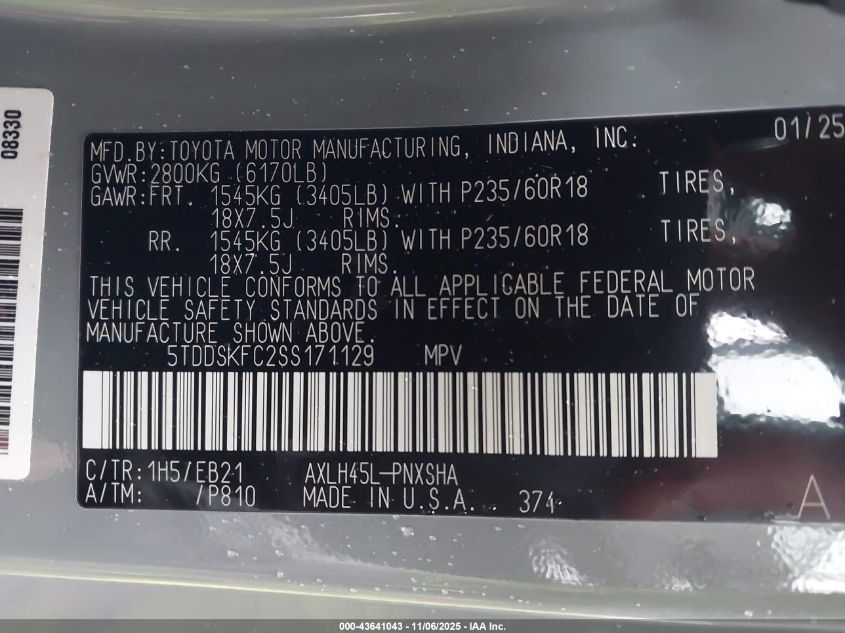 08330
01/25
MFD. BY: TOYOTA MOTOR MANUFACTURING, INDIANA, INC.
GVWR: 2800KG (6170LB)
GAWR: FRT. 1545KG (3405LB) WITH P235/60R18 TIRES,
18X7.5J RIMS.
RR. 1545KG (3405LB) WITH P235/60R18 TIRES,
18X7.5J RIMS.
THIS VEHICLE CONFORMS TO ALL APPLICABLE FEDERAL MOTOR
VEHICLE SAFETY STANDARDS IN EFFECT ON THE DATE OF
MANUFACTURE SHOWN ABOVE.
5TDDSKFC2SS171129 MPV
C/TR: 1H5/EB21 AXLH45L-PNXSHA
A/TM: /P810 MADE IN U.S.A. 374
A
000-43641043 - 11/06/2025 - IAA Inc.